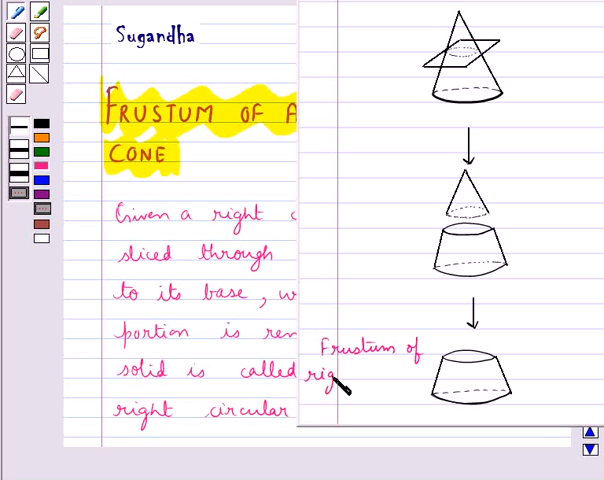 Sugandha
FRUSTUM OF A
CONE
Given a right c
sliced through
to its base, w
portion is rem
solid is called
right circular
Frustum of
rig